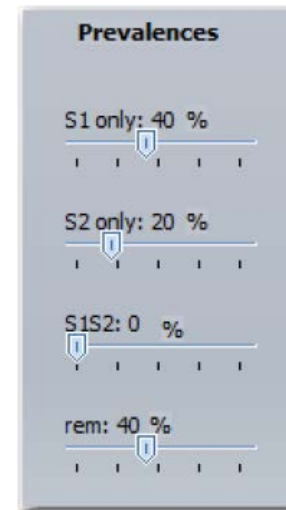 Prevalences
S1 only: 40 %
S2 only: 20 %
S1S2: 0 %
rem: 40 %